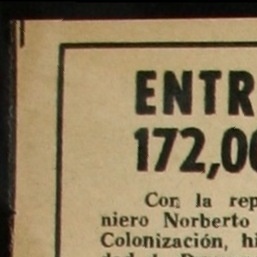 ENTR
172,0
Con la rep
niero Norberto
Colonización, hi